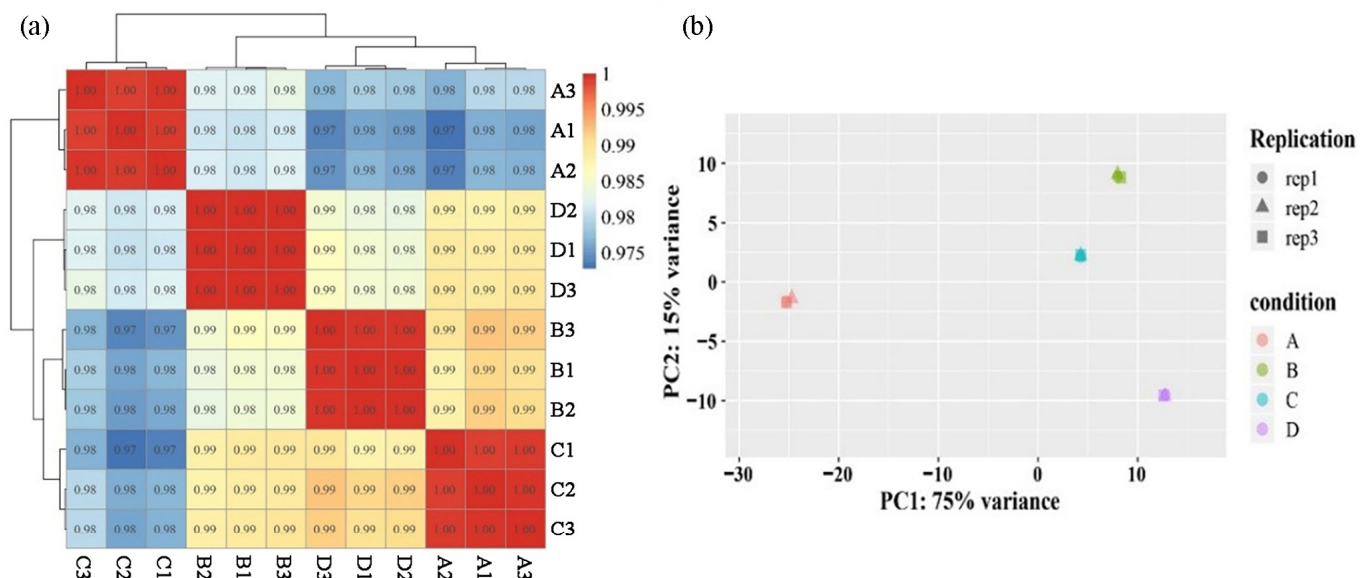 (a)
1.00 1.00 1.00 0.98 0.98 0.98 0.98 0.98 0.98 0.98 0.98 0.98 A3
1.00 1.00 1.00 0.98 0.98 0.98 0.97 0.98 0.98 0.97 0.98 0.98 A1
1.00 1.00 1.00 0.98 0.98 0.98 0.97 0.98 0.98 0.97 0.98 0.98 A2
0.98 0.98 0.98 1.00 1.00 1.00 0.99 0.98 0.98 0.99 0.99 0.99 D2
0.98 0.98 0.98 1.00 1.00 1.00 0.99 0.98 0.98 0.99 0.99 0.99 D1
0.98 0.98 0.98 1.00 1.00 1.00 0.99 0.98 0.98 0.99 0.99 0.99 D3
0.98 0.97 0.97 0.99 0.99 0.99 1.00 1.00 1.00 0.99 0.99 0.99 B3
0.98 0.98 0.98 0.98 0.98 0.98 1.00 1.00 1.00 0.99 0.99 0.99 B1
0.98 0.98 0.98 0.98 0.98 0.98 1.00 1.00 1.00 0.99 0.99 0.99 B2
0.98 0.97 0.97 0.99 0.99 0.99 0.99 0.99 0.99 1.00 1.00 1.00 C1
0.98 0.98 0.98 0.99 0.99 0.99 0.99 0.99 0.99 1.00 1.00 1.00 C2
0.98 0.98 0.98 0.99 0.99 0.99 0.99 0.99 0.99 1.00 1.00 1.00 C3
C3 C2 C1 B2 B1 B3 D3 D1 D2 A2 A1 A3
1
0.995
0.99
0.985
0.98
0.975
(b)
PC2: 15% variance
10
5
0
−5
−10
−30 −20 −10 0 10
PC1: 75% variance
Replication
rep1
rep2
rep3
condition
A
B
C
D